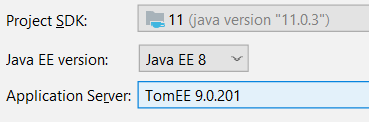 Project SDK: 11 (java version "11.0.3")
Java EE version: Java EE 8
Application Server: TomEE 9.0.201